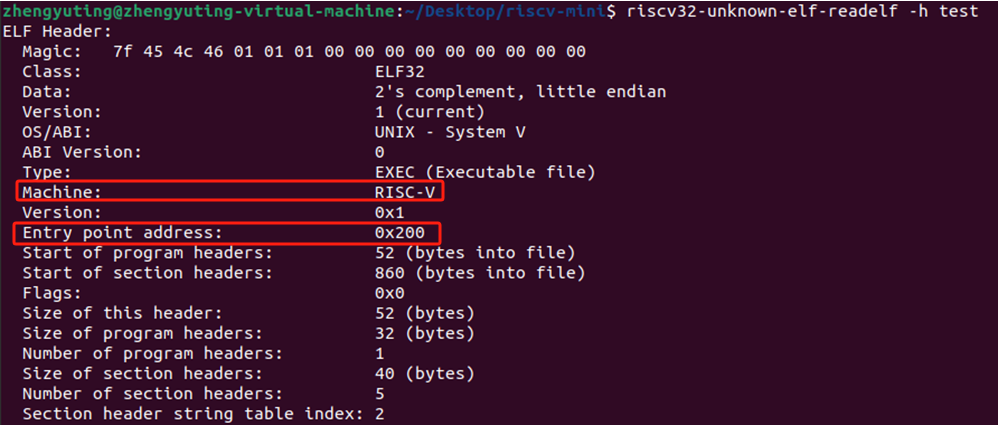 zhengyuting@zhengyuting-virtual-machine:~/Desktop/riscv-mini$ riscv32-unknown-elf-readelf -h test
ELF Header:
  Magic:   7f 45 4c 46 01 01 01 00 00 00 00 00 00 00 00 00
  Class:                             ELF32
  Data:                              2's complement, little endian
  Version:                           1 (current)
  OS/ABI:                            UNIX - System V
  ABI Version:                       0
  Type:                              EXEC (Executable file)
  Machine:                           RISC-V
  Version:                           0x1
  Entry point address:               0x200
  Start of program headers:          52 (bytes into file)
  Start of section headers:          860 (bytes into file)
  Flags:                             0x0
  Size of this header:               52 (bytes)
  Size of program headers:           32 (bytes)
  Number of program headers:         1
  Size of section headers:           40 (bytes)
  Number of section headers:         5
  Section header string table index: 2